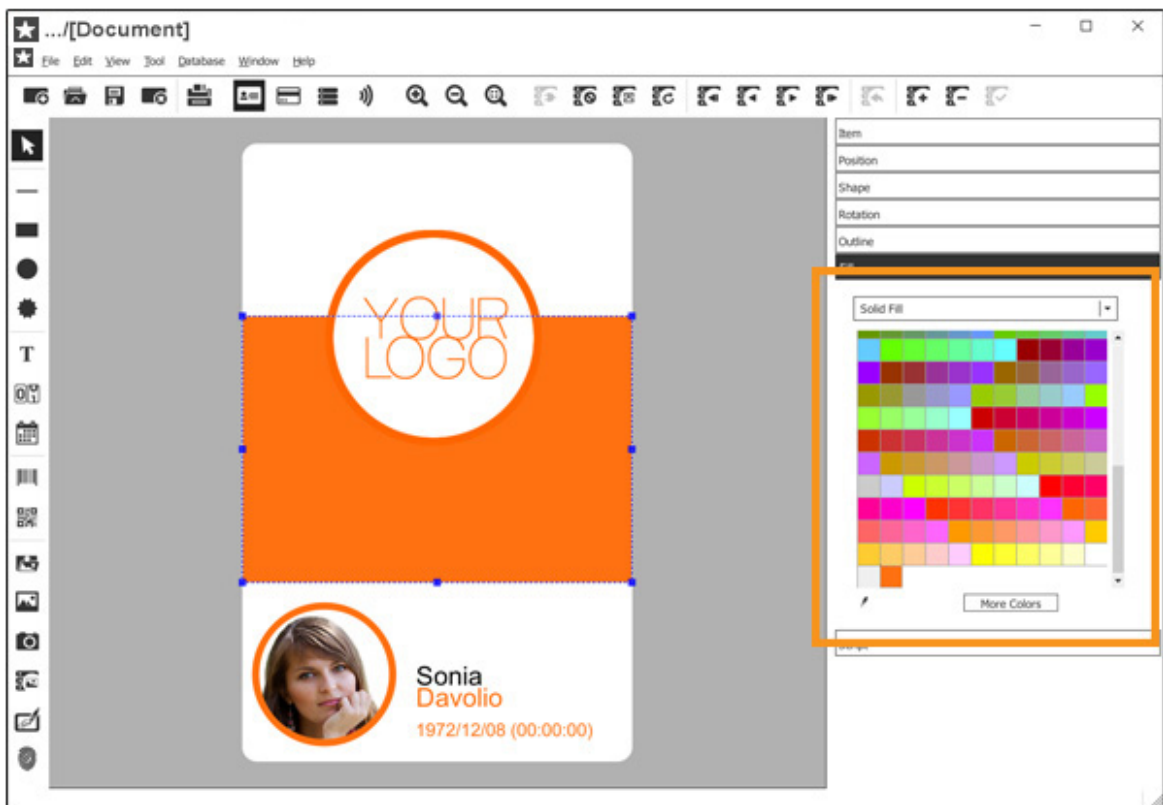 .../[Document]
File Edit View Tool Database Window Help
Item
Position
Shape
Rotation
Outline
Solid Fill
YOUR
LOGO
T
More Colors
Sonia
Davolio
1972/12/08 (00:00:00)